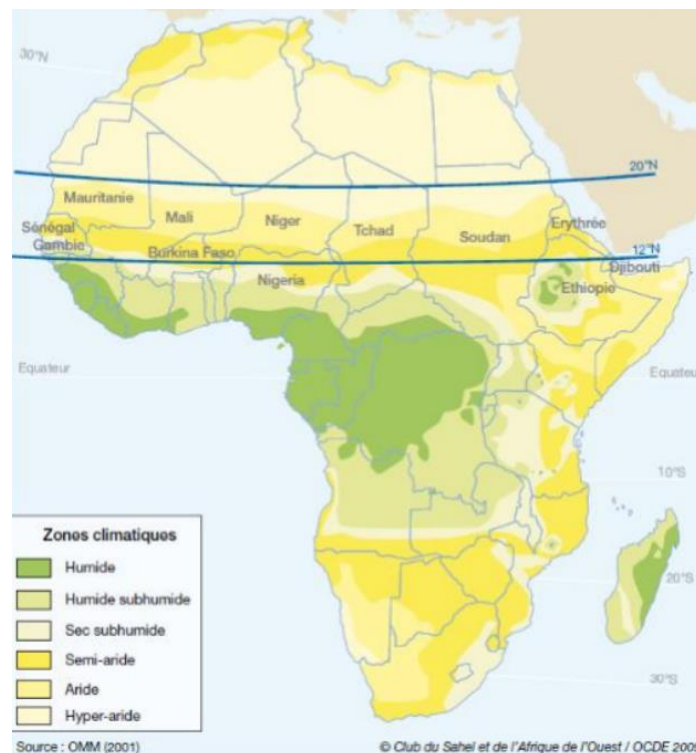 30°N
20°N
Mauritanie
Mali
Niger
Tchad
Soudan
Erythrée
Sénégal
Gambie
Burkina Faso
12°N
Djibouti
Nigeria
Ethiopie
Equateur
Equateu
10°S
20°S
30°S
Zones climatiques
Humide
Humide subhumide
Sec subhumide
Semi-aride
Aride
Hyper-aride
Source : OMM (2001)
© Club du Sahel et de l'Afrique de l'Ouest / OCDE 200